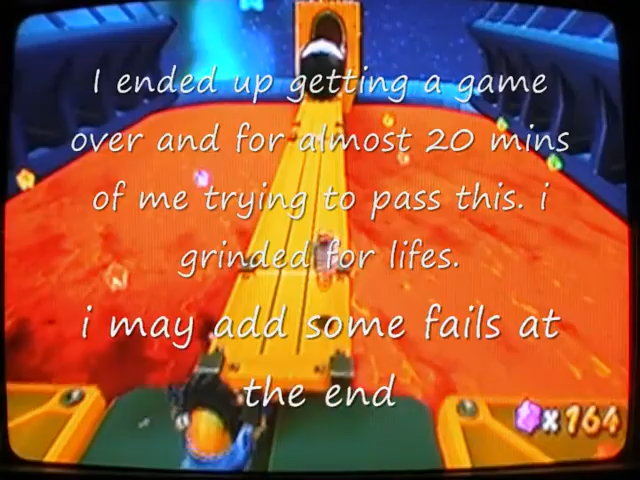 I ended up getting a game
over and for almost 20 mins
of me trying to pass this. i
grinded for lifes.
i may add some fails at
the end
x164